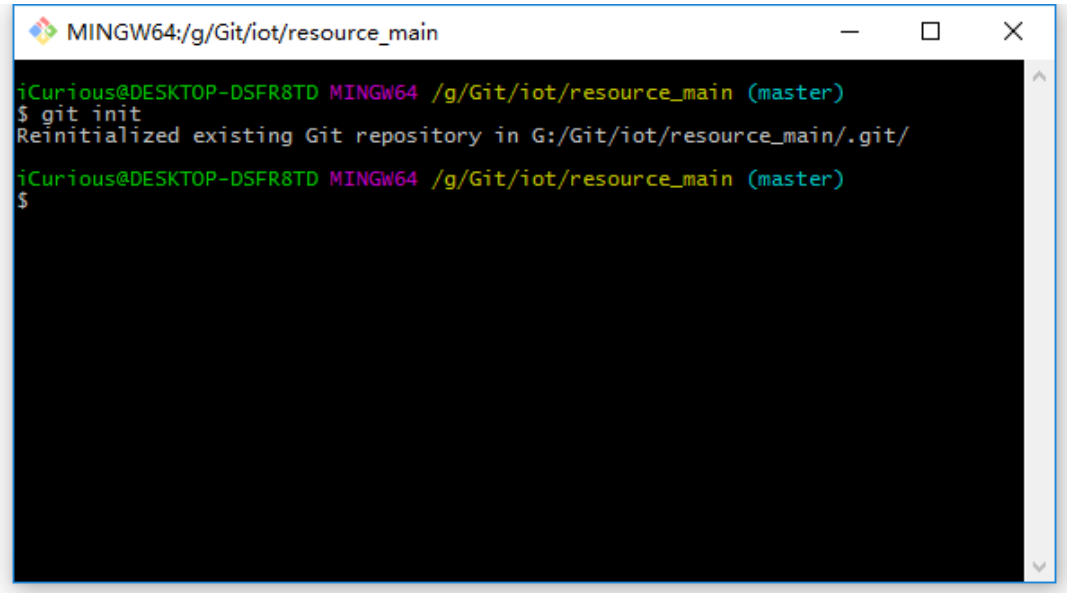 MINGW64:/g/Git/iot/resource_main
iCurious@DESKTOP-DSFR8TD MINGW64 /g/Git/iot/resource_main (master)
$ git init
Reinitialized existing Git repository in G:/Git/iot/resource_main/.git/
iCurious@DESKTOP-DSFR8TD MINGW64 /g/Git/iot/resource_main (master)
$